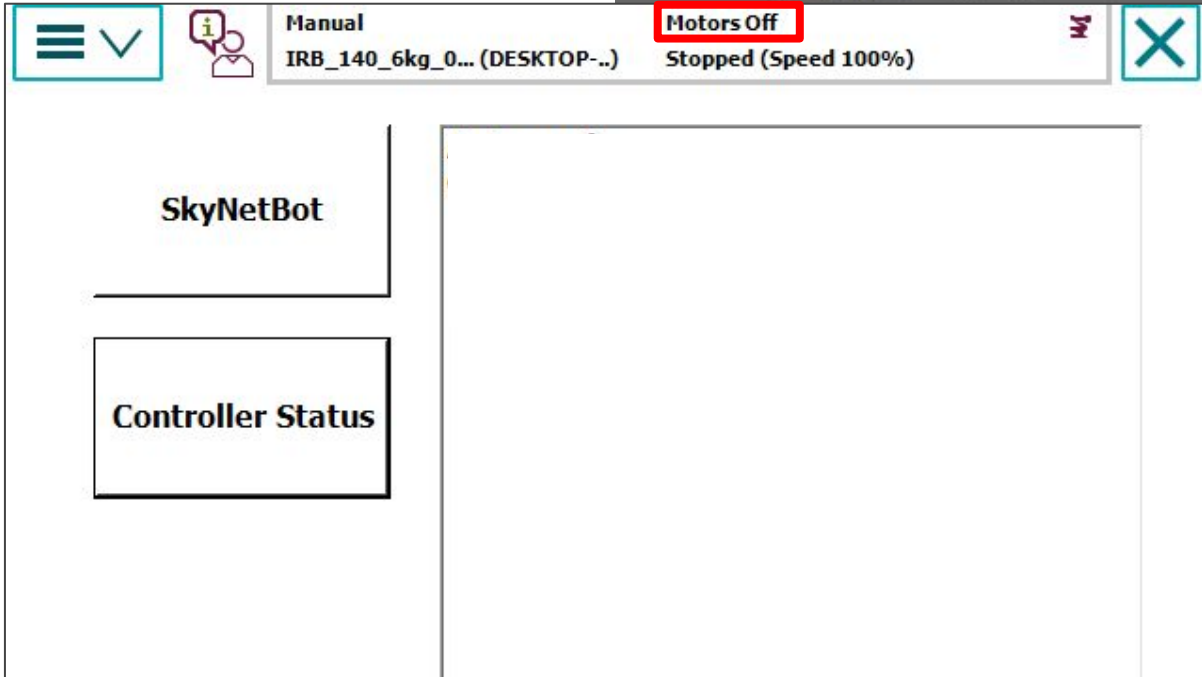 Manual
Motors Off
IRB_140_6kg_0... (DESKTOP-..)
Stopped (Speed 100%)
SkyNetBot
Controller Status